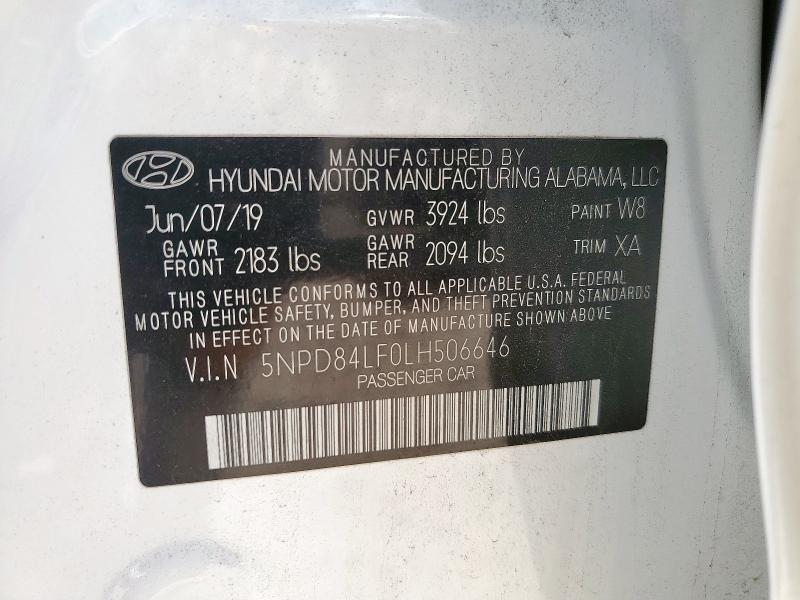 MANUFACTURED BY
HYUNDAI MOTOR MANUFACTURING ALABAMA, LLC
Jun/07/19 GVWR 3924 lbs PAINT W8
GAWR FRONT 2183 lbs GAWR REAR 2094 lbs TRIM XA
THIS VEHICLE CONFORMS TO ALL APPLICABLE U.S.A. FEDERAL
MOTOR VEHICLE SAFETY, BUMPER, AND THEFT PREVENTION STANDARDS
IN EFFECT ON THE DATE OF MANUFACTURE SHOWN ABOVE
V.I.N 5NPD84LF0LH506646
PASSENGER CAR